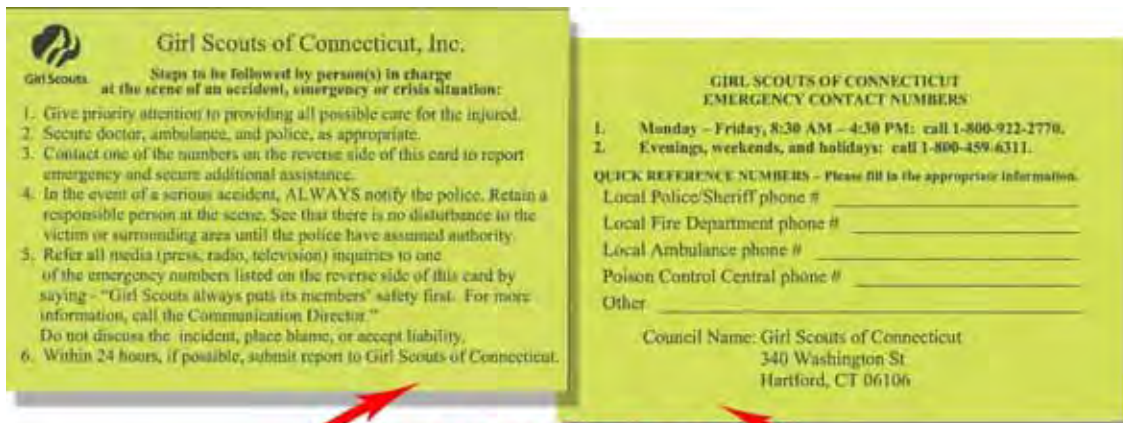 Girl Scouts of Connecticut, Inc.
Girl Scouts
Steps to be followed by person(s) in charge
at the scene of an accident, emergency or crisis situation:
1. Give priority attention to providing all possible care for the injured.
2. Secure doctor, ambulance, and police, as appropriate.
3. Contact one of the numbers on the reverse side of this card to report
emergency and secure additional assistance.
4. In the event of a serious accident, ALWAYS notify the police. Retain a
responsible person at the scene. See that there is no disturbance to the
victim or surrounding area until the police have assumed authority.
5. Refer all media (press, radio, television) inquiries to one
of the emergency numbers listed on the reverse side of this card by
saying - "Girl Scouts always puts its members' safety first. For more
information, call the Communication Director."
Do not discuss the incident, place blame, or accept liability.
6. Within 24 hours, if possible, submit report to Girl Scouts of Connecticut.
GIRL SCOUTS OF CONNECTICUT
EMERGENCY CONTACT NUMBERS
1. Monday – Friday, 8:30 AM – 4:30 PM: call 1-800-922-2770.
2. Evenings, weekends, and holidays: call 1-800-459-6311.
QUICK REFERENCE NUMBERS – Please fill in the appropriate information.
Local Police/Sheriff phone #
Local Fire Department phone #
Local Ambulance phone #
Poison Control Central phone #
Other
Council Name: Girl Scouts of Connecticut
340 Washington St
Hartford, CT 06106